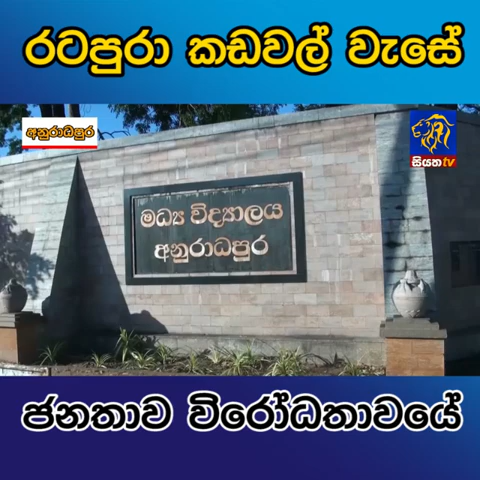 රටපුරා කඩවල් වැසේ
අනුරාධපුර
සියත tv
මධ්‍ය විද්‍යාලය
අනුරාධපුර
ජනතාව විරෝධතාවයේ